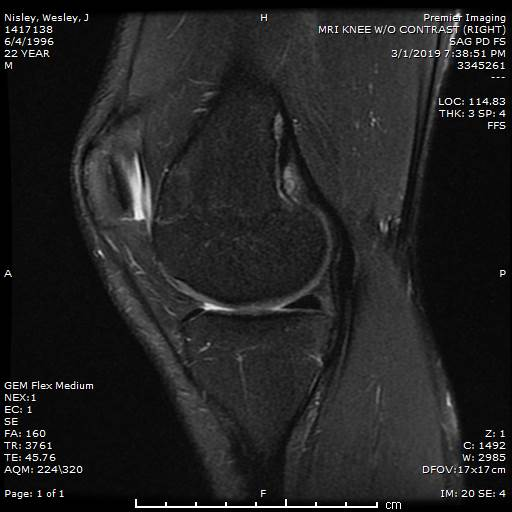 Nisley, Wesley, J
1417138
6/4/1996
22 YEAR
M
H
Premier Imaging
MRI KNEE W/O CONTRAST (RIGHT)
SAG PD FS
3/1/2019 7:38:51 PM
3345261
---
LOC: 114.83
THK: 3 SP: 4
FFS
A
P
GEM Flex Medium
NEX:1
EC: 1
SE
FA: 160
TR: 3761
TE: 45.76
AQM: 224\320
Page: 1 of 1
F
cm
Z: 1
C: 1492
W: 2985
DFOV:17x17cm
IM: 20 SE: 4